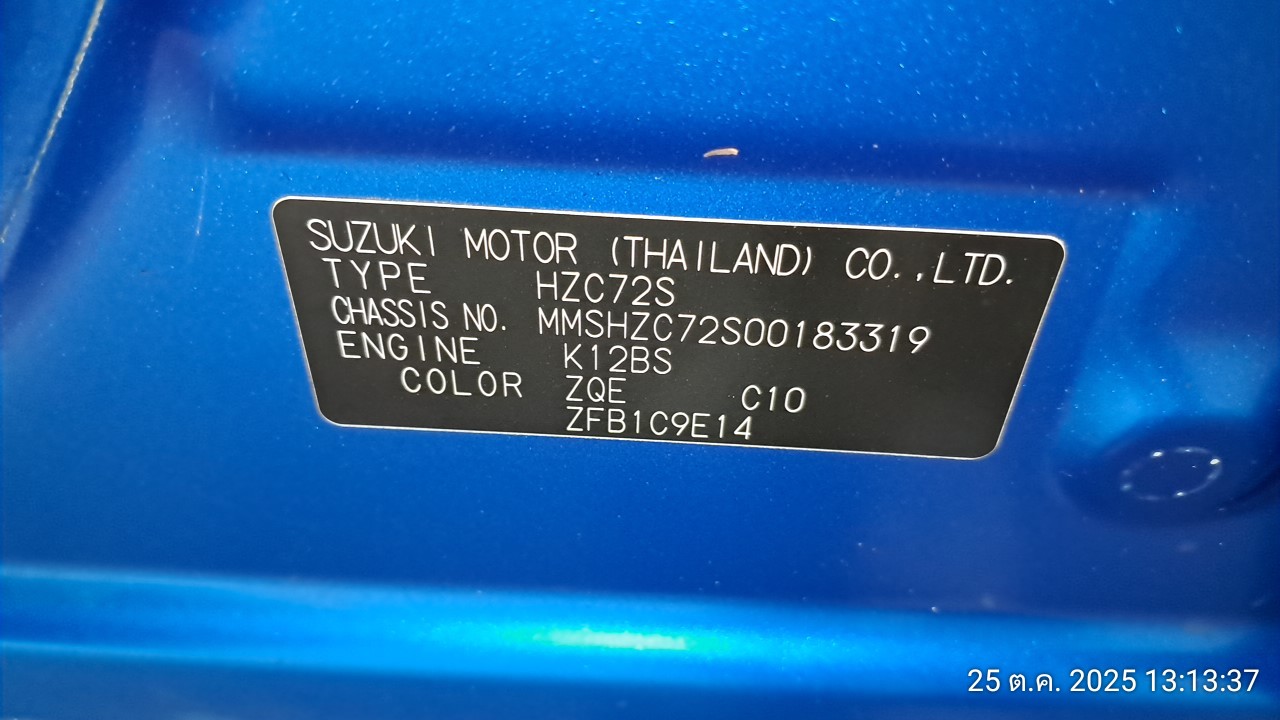 SUZUKI MOTOR (THAILAND) CO.,LTD.
TYPE HZC72S
CHASSIS NO. MMSHZC72S00183319
ENGINE K12BS
COLOR ZQE C10
ZFB1C9E14
25 ต.ค. 2025 13:13:37